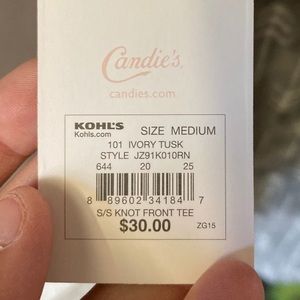 Candie's
candies.com
KOHL'S SIZE MEDIUM
Kohls.com
101 IVORY TUSK
STYLE JZ91K010RN
644 20 25
8 89602 34184 7
S/S KNOT FRONT TEE
$30.00 ZG15